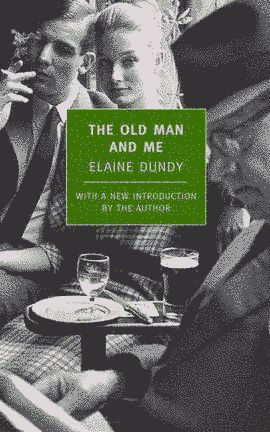 THE OLD MAN
AND ME
ELAINE DUNDY
WITH A NEW INTRODUCTION
BY THE AUTHOR